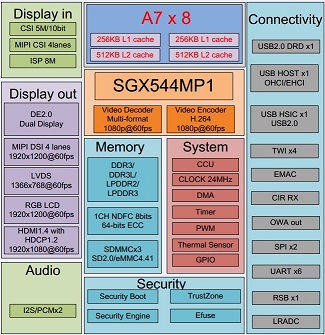 Display in
CSI 5M/10bit
MIPI CSI 4lanes
ISP 8M
Display out
DE2.0
Dual Display
MIPI DSI 4 lanes
1920x1200@60fps
LVDS
1366x768@60fps
RGB LCD
1920x1200@60fps
HDMI1.4 with
HDCP1.2
1920x1080@60fps
Audio
I2S/PCMx2
A7 x 8
256KB L1 cache
256KB L1 cache
512KB L2 cache
512KB L2 cache
SGX544MP1
Video Decoder
Multi-format
1080p@60fps
Video Encoder
H.264
1080p@60fps
Memory
DDR3/
DDR3L/
LPDDR2/
LPDDR3
1CH NDFC 8bits
64-bits ECC
SDMMCx3
SD2.0/eMMC4.41
System
CCU
CLOCK 24MHz
DMA
Timer
PWM
Thermal Sensor
GPIO
Security
Security Boot
TrustZone
Security Engine
Efuse
Connectivity
USB2.0 DRD x1
USB HOST x1
OHCI/EHCI
USB HSIC x1
USB2.0
TWI x4
EMAC
CIR RX
OWA out
SPI x2
UART x6
RSB x1
LRADC